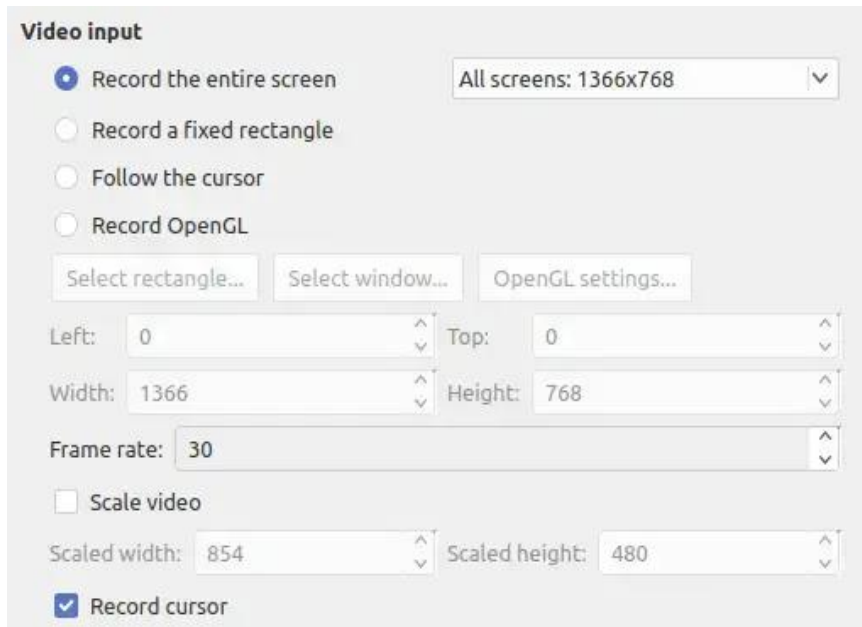 Video input
Record the entire screen All screens: 1366x768
Record a fixed rectangle
Follow the cursor
Record OpenGL
Select rectangle... Select window... OpenGL settings...
Left: 0 Top: 0
Width: 1366 Height: 768
Frame rate: 30
Scale video
Scaled width: 854 Scaled height: 480
Record cursor